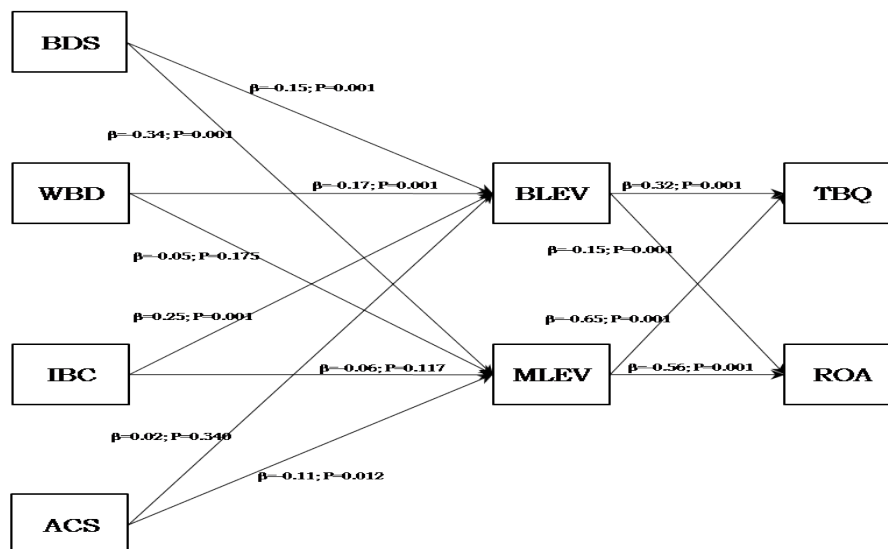 BDS
β=-0.15; P=0.001
β=-0.34; P=0.001
WBD
β=-0.17; P=0.001
BLEV
β=0.32; P=0.001
TBQ
β=-0.05; P=0.175
β=-0.15; P=0.001
β=0.25; P=0.001
β=-0.65; P=0.001
IBC
β=-0.06; P=0.117
MLEV
β=-0.56; P=0.001
ROA
β=0.02; P=0.340
β=-0.11; P=0.012
ACS